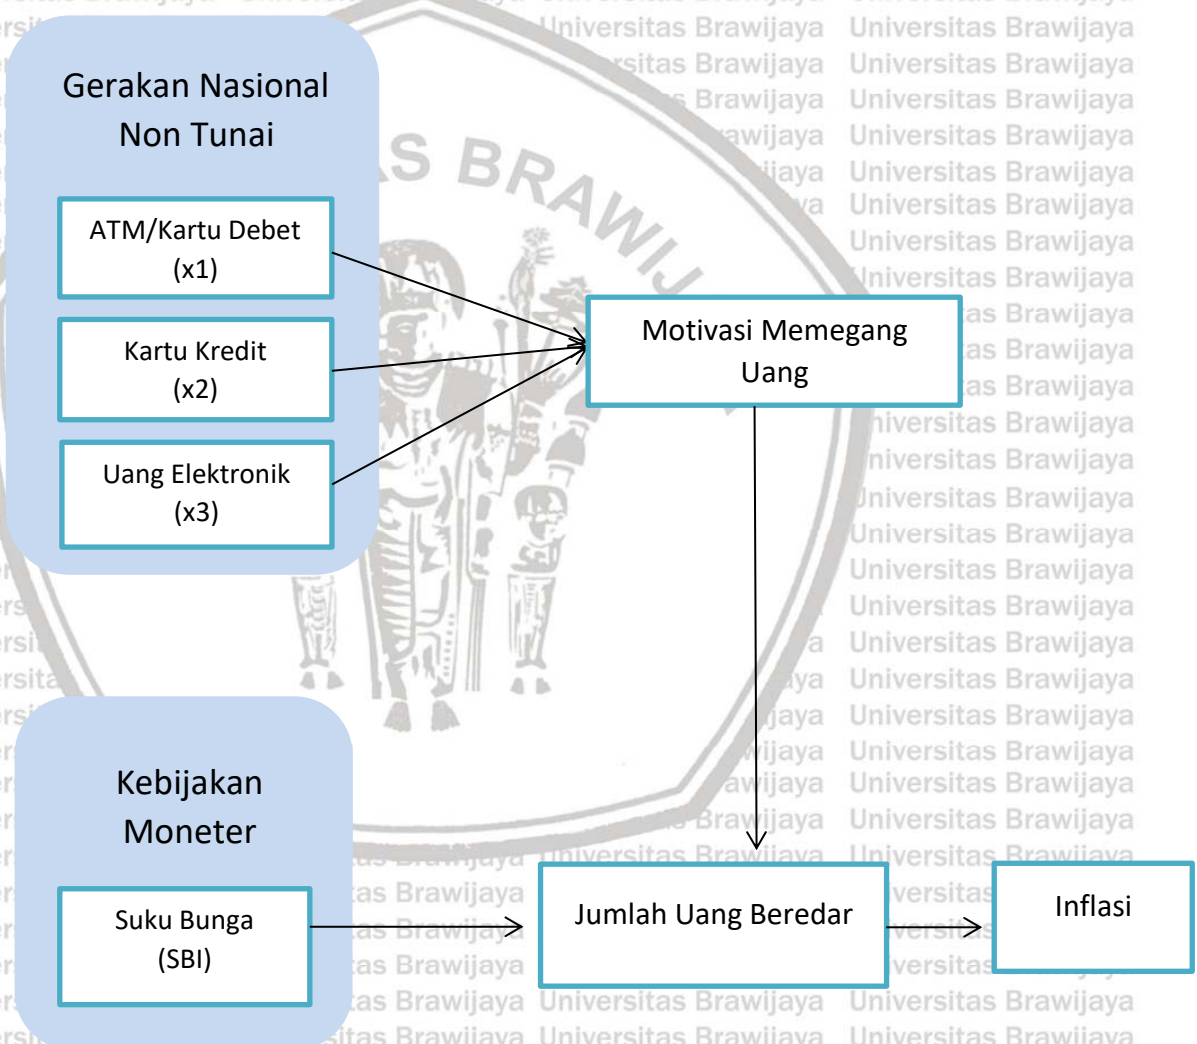 Gerakan Nasional
Non Tunai
ATM/Kartu Debet
(x1)
Kartu Kredit
(x2)
Uang Elektronik
(x3)
Motivasi Memegang
Uang
Kebijakan
Moneter
Suku Bunga
(SBI)
Jumlah Uang Beredar
Inflasi